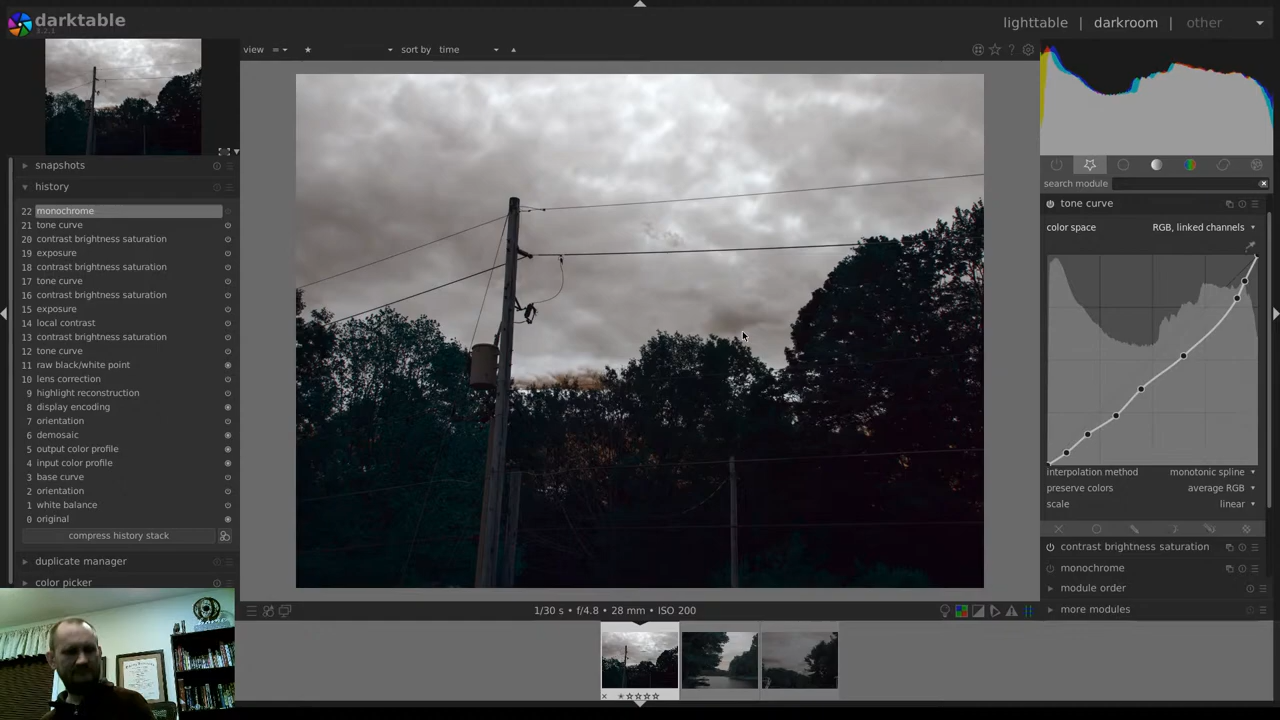 darktable
3.2.1
lighttable | darkroom | other
view
sort by time
snapshots
history
22 monochrome
21 tone curve
20 contrast brightness saturation
19 exposure
18 contrast brightness saturation
17 tone curve
16 contrast brightness saturation
15 exposure
14 local contrast
13 contrast brightness saturation
12 tone curve
11 raw black/white point
10 lens correction
9 highlight reconstruction
8 display encoding
7 orientation
6 demosaic
5 output color profile
4 input color profile
3 base curve
2 orientation
1 white balance
0 original
compress history stack
duplicate manager
color picker
1/30 s • f/4.8 • 28 mm • ISO 200
search module
tone curve
color space RGB, linked channels
interpolation method monotonic spline
preserve colors average RGB
scale linear
contrast brightness saturation
monochrome
module order
more modules